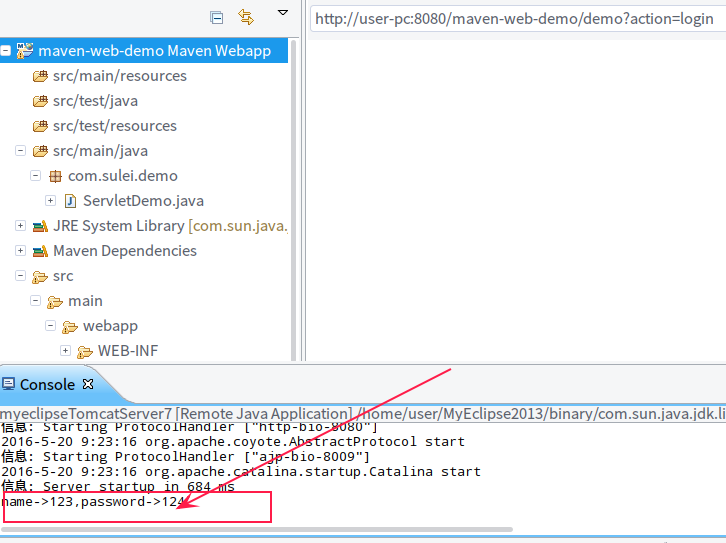 http://user-pc:8080/maven-web-demo/demo?action=login
maven-web-demo Maven Webapp
src/main/resources
src/test/java
src/test/resources
src/main/java
com.sulei.demo
ServletDemo.java
JRE System Library [com.sun.java.
Maven Dependencies
src
main
webapp
WEB-INF
Console
myeclipseTomcatServer7 [Remote Java Application] /home/user/MyEclipse2013/binary/com.sun.java.jdk.li
信息: Starting ProtocolHandler ["http-bio-8080"]
2016-5-20 9:23:16 org.apache.coyote.AbstractProtocol start
信息: Starting ProtocolHandler ["ajp-bio-8009"]
2016-5-20 9:23:16 org.apache.catalina.startup.Catalina start
信息: Server startup in 684 ms
name->123,password->124